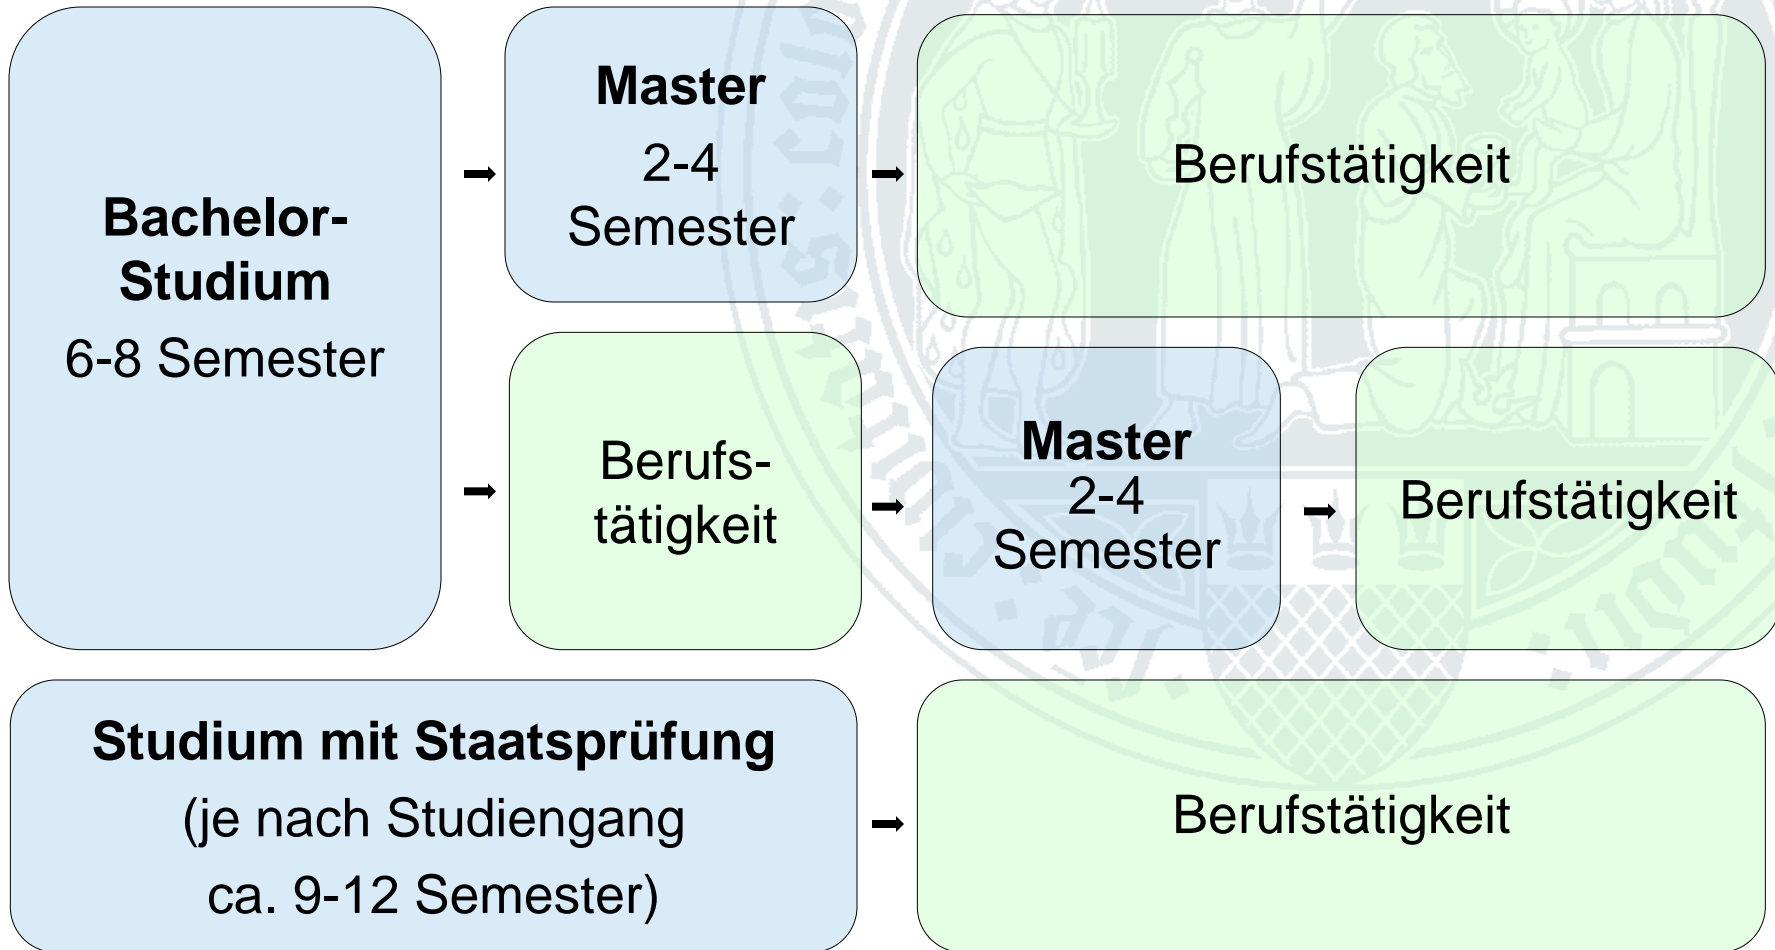 Bachelor-
Studium
6-8 Semester
➞
Master
2-4
Semester
➞
Berufstätigkeit
➞
Berufs-
tätigkeit
➞
Master
2-4
Semester
➞
Berufstätigkeit
Studium mit Staatsprüfung
(je nach Studiengang
ca. 9-12 Semester)
➞
Berufstätigkeit